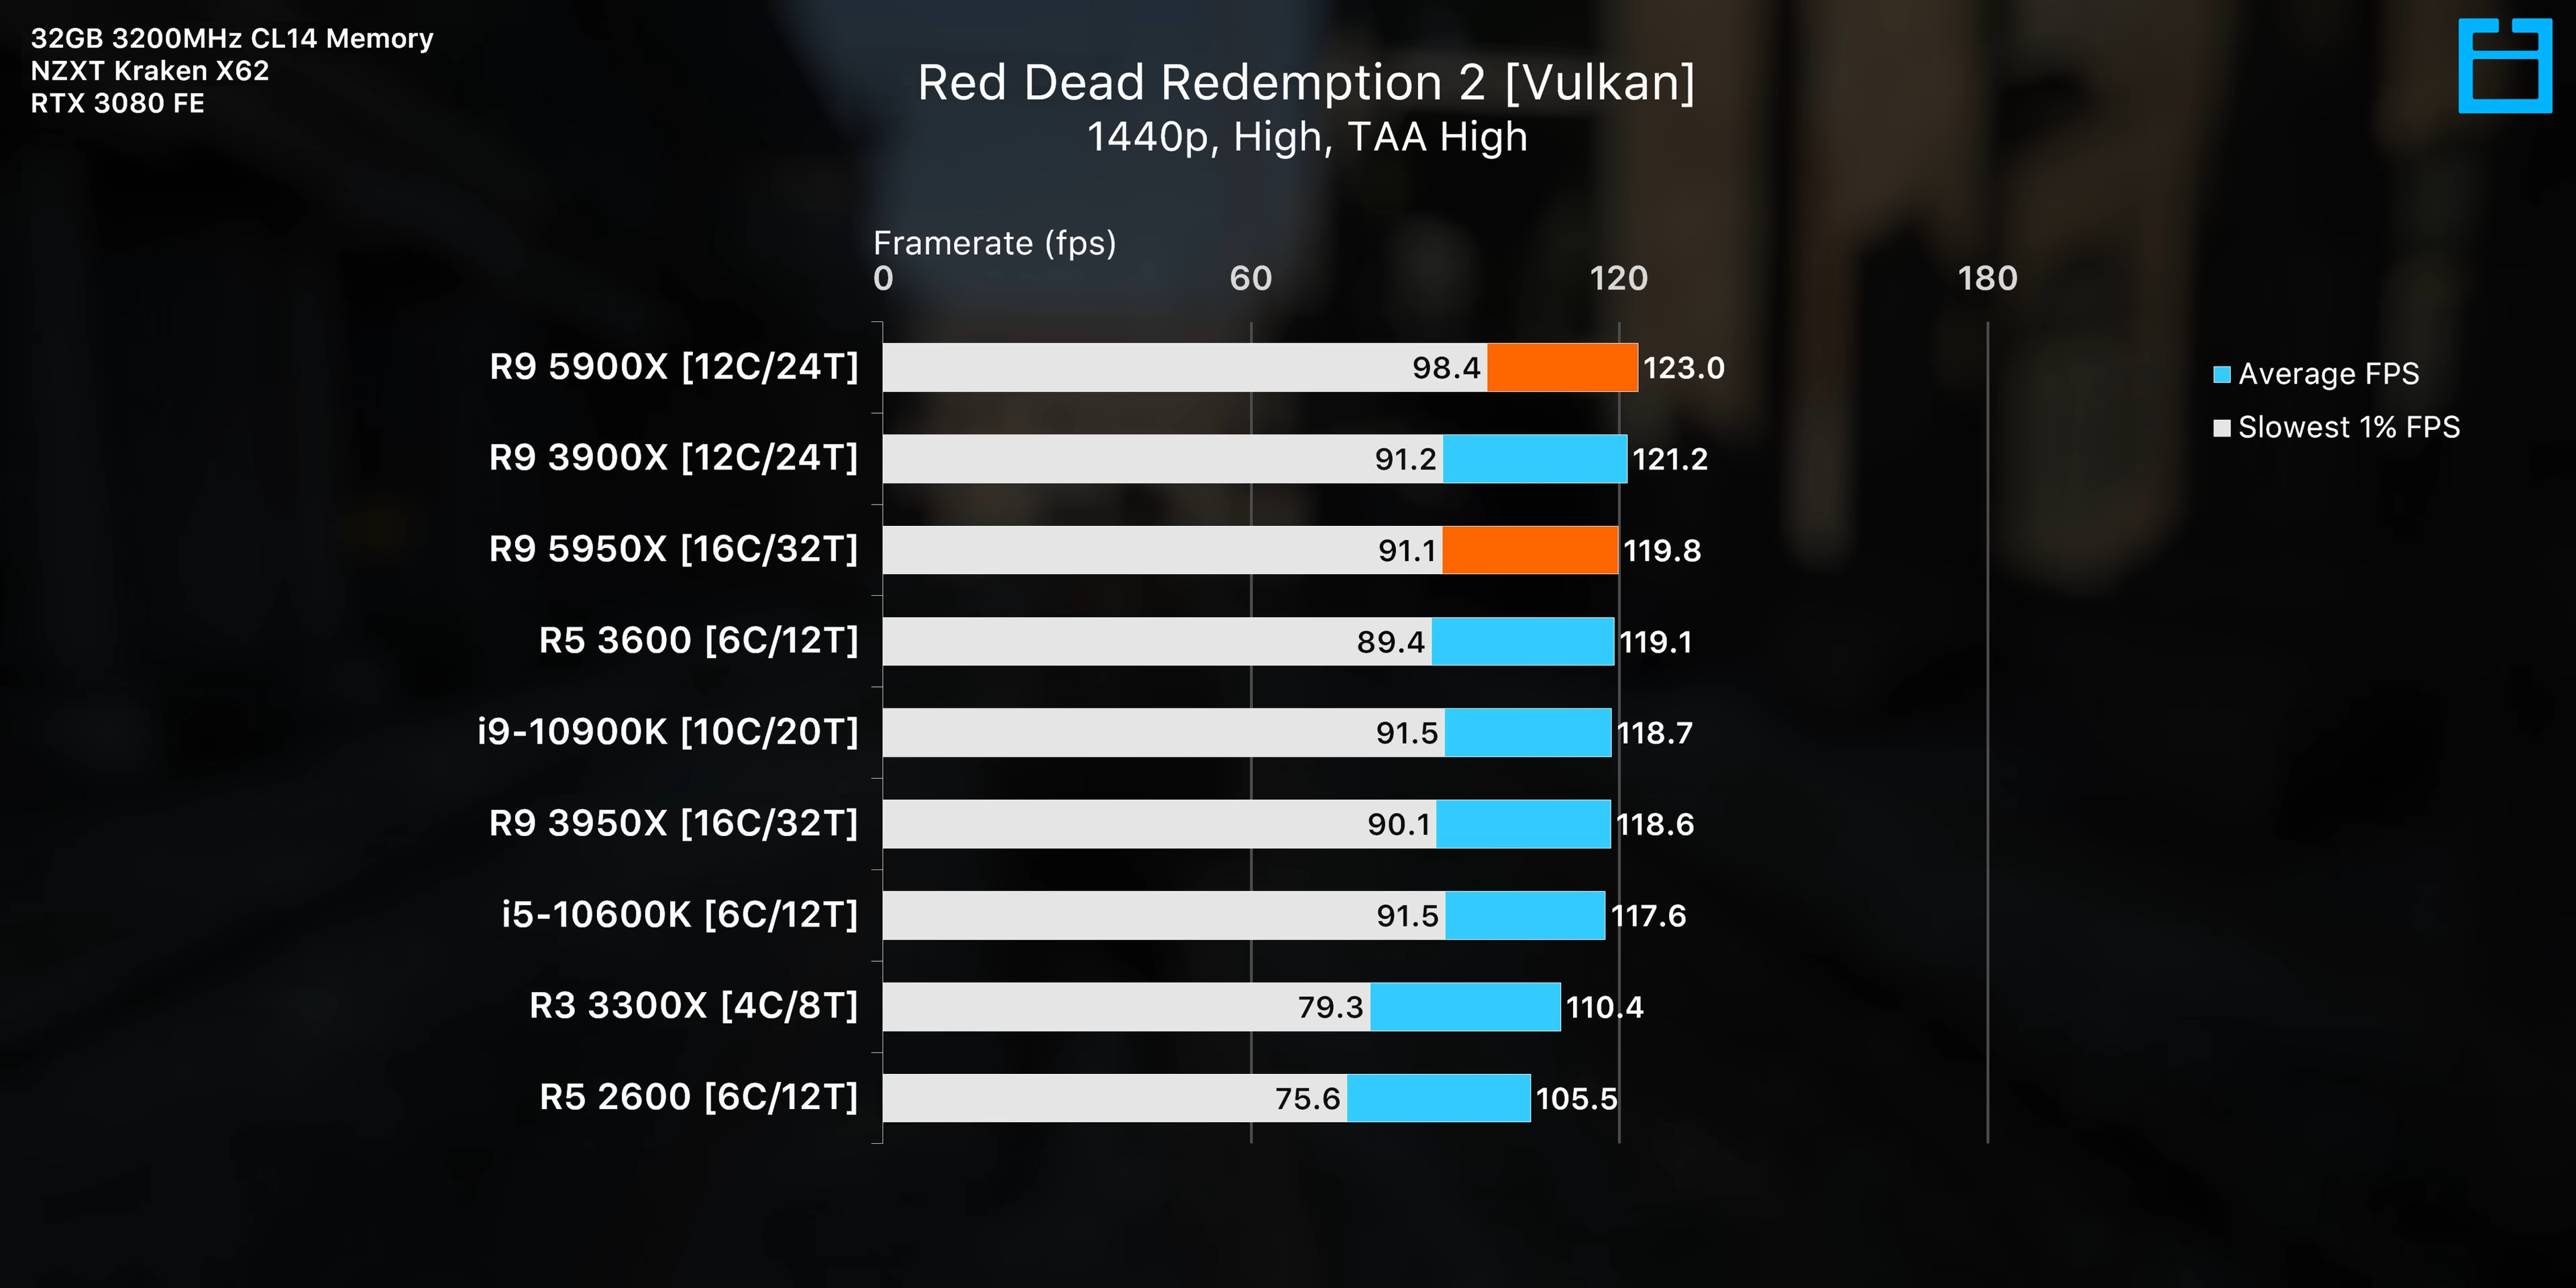 32GB 3200MHz CL14 Memory
NZXT Kraken X62
RTX 3080 FE
Red Dead Redemption 2 [Vulkan]
1440p, High, TAA High
Framerate (fps)
0 60 120 180
R9 5900X [12C/24T] 98.4 123.0
R9 3900X [12C/24T] 91.2 121.2
R9 5950X [16C/32T] 91.1 119.8
R5 3600 [6C/12T] 89.4 119.1
i9-10900K [10C/20T] 91.5 118.7
R9 3950X [16C/32T] 90.1 118.6
i5-10600K [6C/12T] 91.5 117.6
R3 3300X [4C/8T] 79.3 110.4
R5 2600 [6C/12T] 75.6 105.5
Average FPS
Slowest 1% FPS